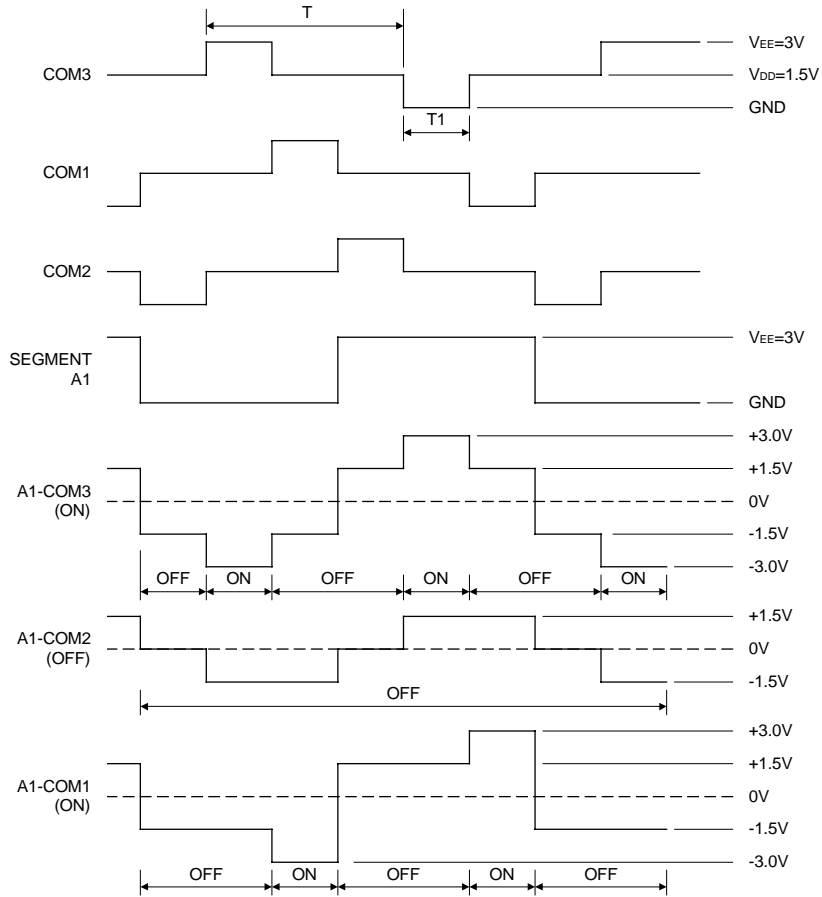 T
VEE=3V
COM3
VDD=1.5V
GND
T1
COM1
COM2
VEE=3V
SEGMENT
A1
GND
+3.0V
+1.5V
A1-COM3
(ON)
0V
-1.5V
-3.0V
OFF ON OFF ON OFF ON
+1.5V
A1-COM2
(OFF)
0V
-1.5V
OFF
+3.0V
+1.5V
A1-COM1
(ON)
0V
-1.5V
-3.0V
OFF ON OFF ON OFF